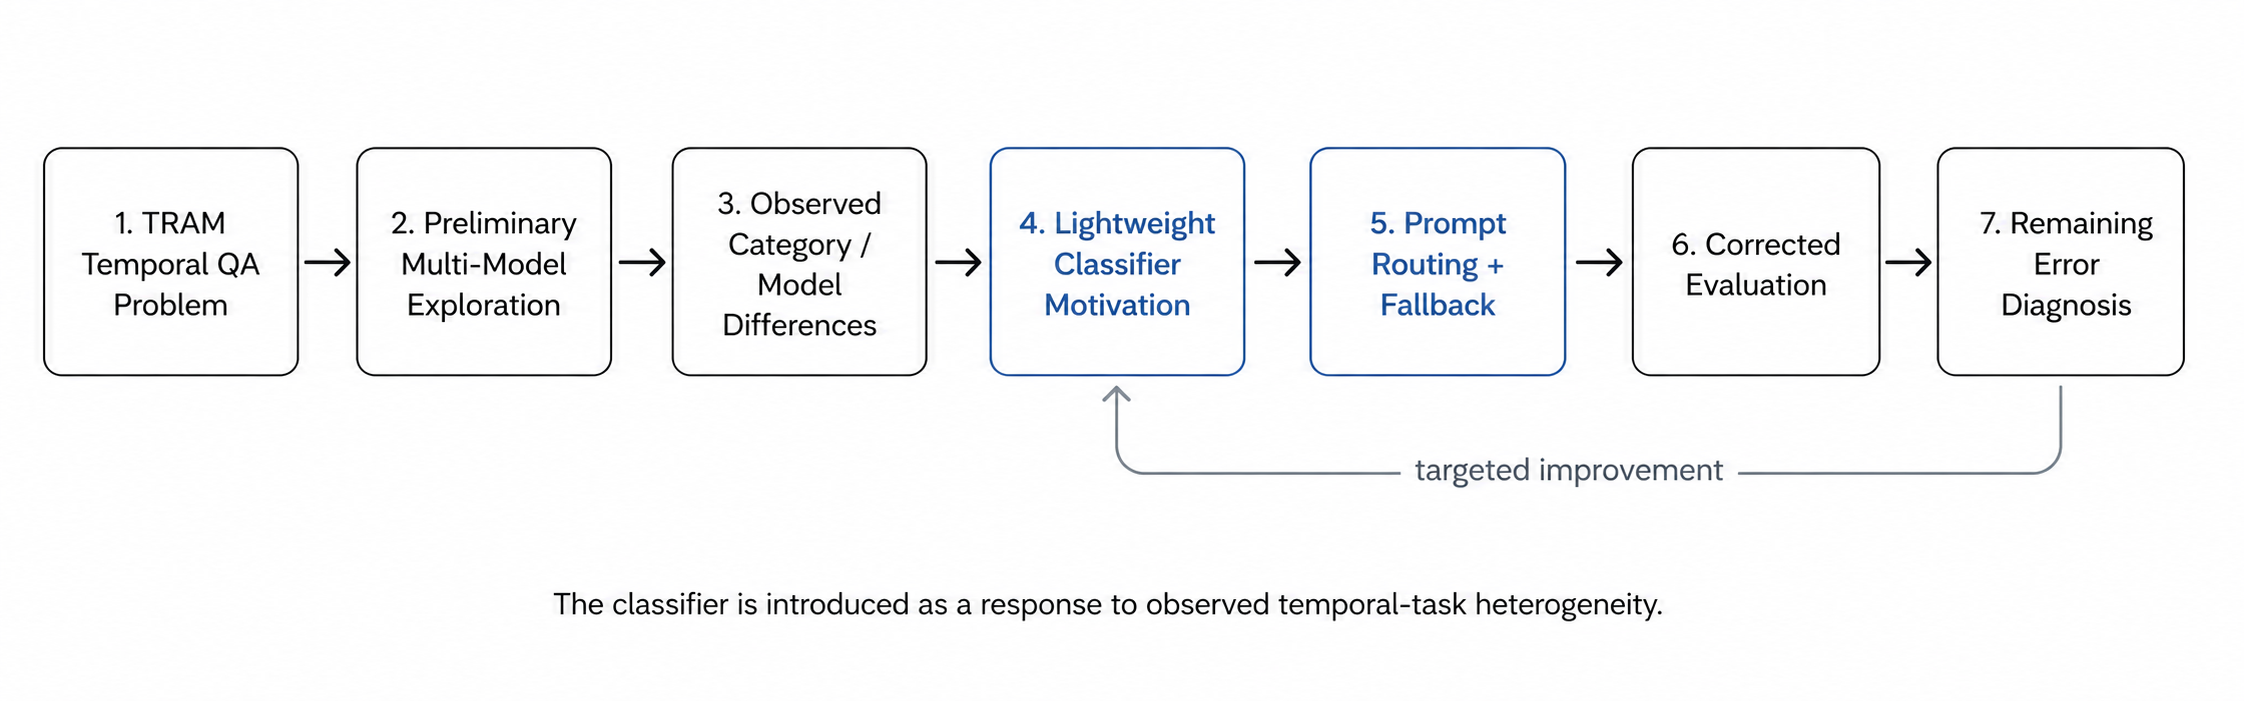 1. TRAM
Temporal QA
Problem
2. Preliminary
Multi-Model
Exploration
3. Observed
Category /
Model
Differences
4. Lightweight
Classifier
Motivation
5. Prompt
Routing +
Fallback
6. Corrected
Evaluation
7. Remaining
Error
Diagnosis
targeted improvement
The classifier is introduced as a response to observed temporal-task heterogeneity.